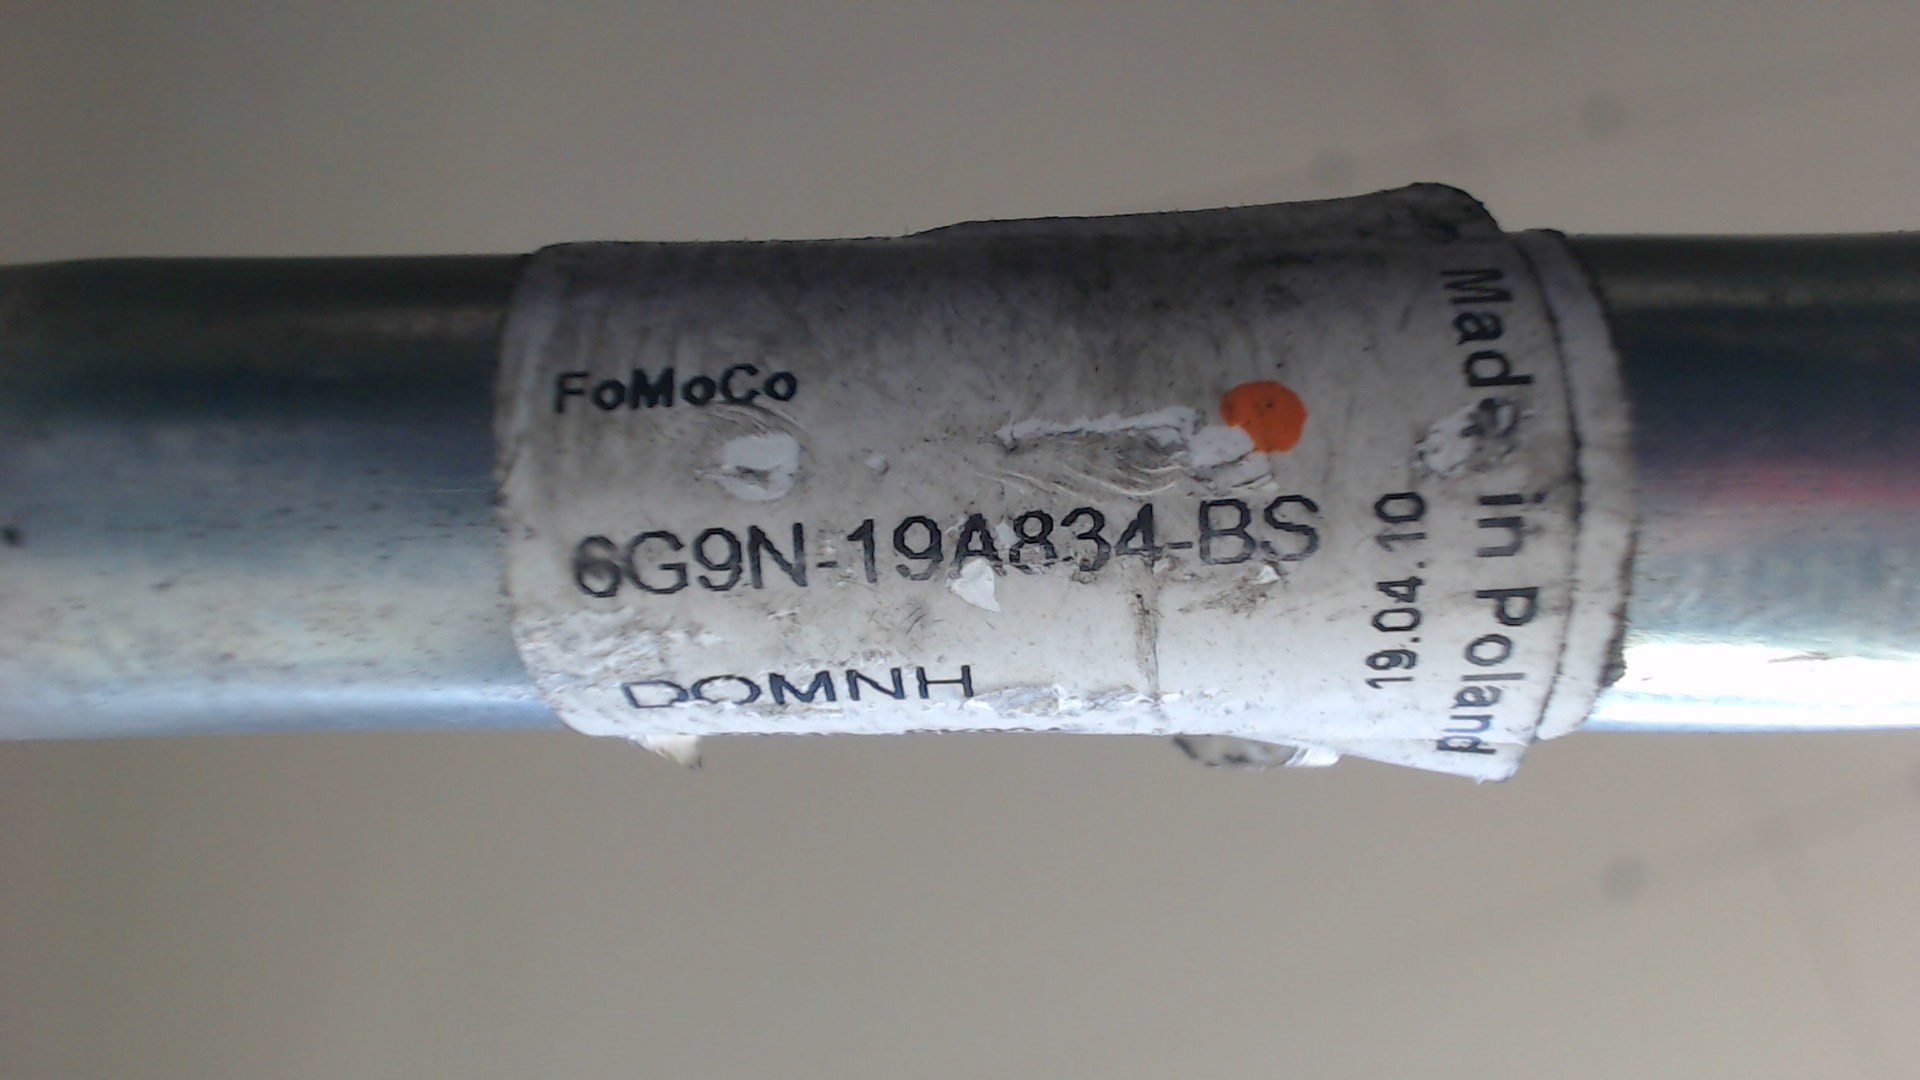 FoMoCo
6G9N-19A834-BS
DOMNH
19.04.10
Made in Poland